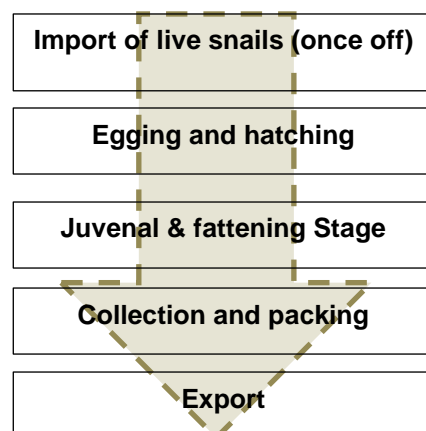 Import of live snails (once off)
Egging and hatching
Juvenal & fattening Stage
Collection and packing
Export